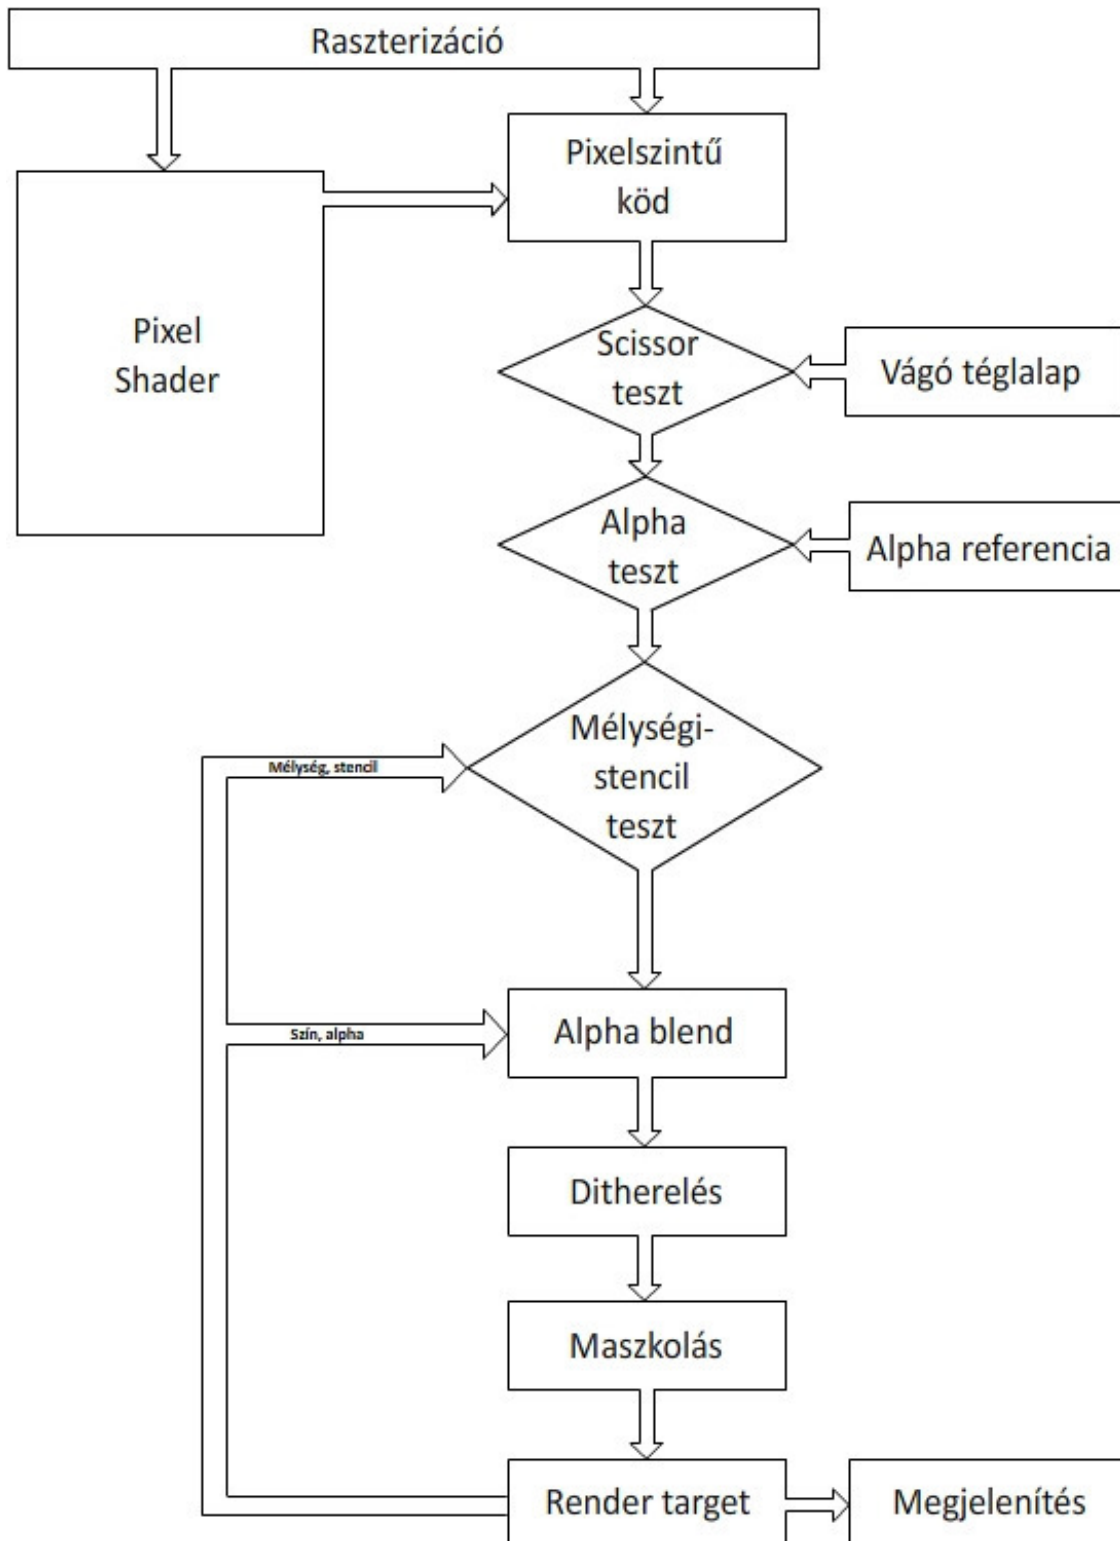 Raszterizáció
Pixelszintű
köd
Pixel
Shader
Scissor
teszt
Vágó téglalap
Alpha
teszt
Alpha referencia
Mélységi-
stencil
teszt
Mélység, stencil
Alpha blend
Szín, alpha
Ditherelés
Maszkolás
Render target
Megjelenítés